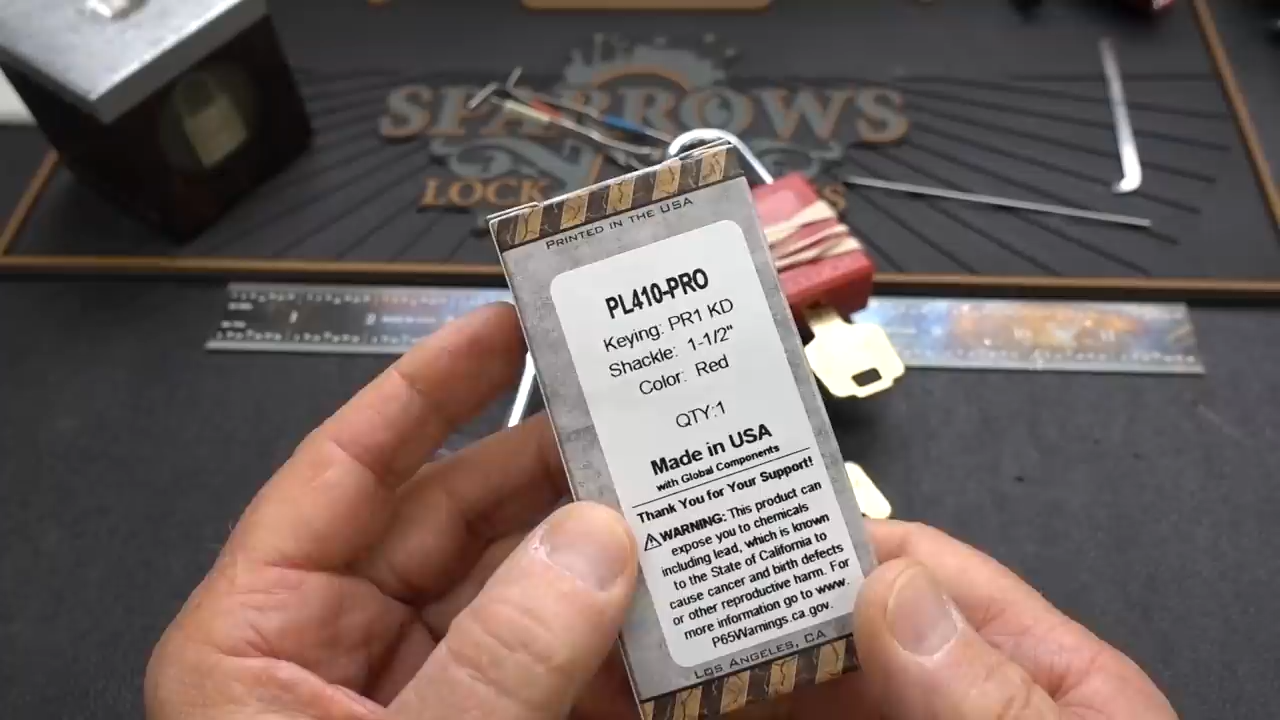 SPARROWS
LOCK
PRINTED IN THE USA
PL410-PRO
Keying: PR1 KD
Shackle: 1-1/2"
Color: Red
QTY:1
Made in USA
with Global Components
Thank You for Your Support!
⚠WARNING: This product can
expose you to chemicals
including lead, which is known
to the State of California to
cause cancer and birth defects
or other reproductive harm. For
more information go to www.
P65Warnings.ca.gov.
LOS ANGELES, CA
1
2